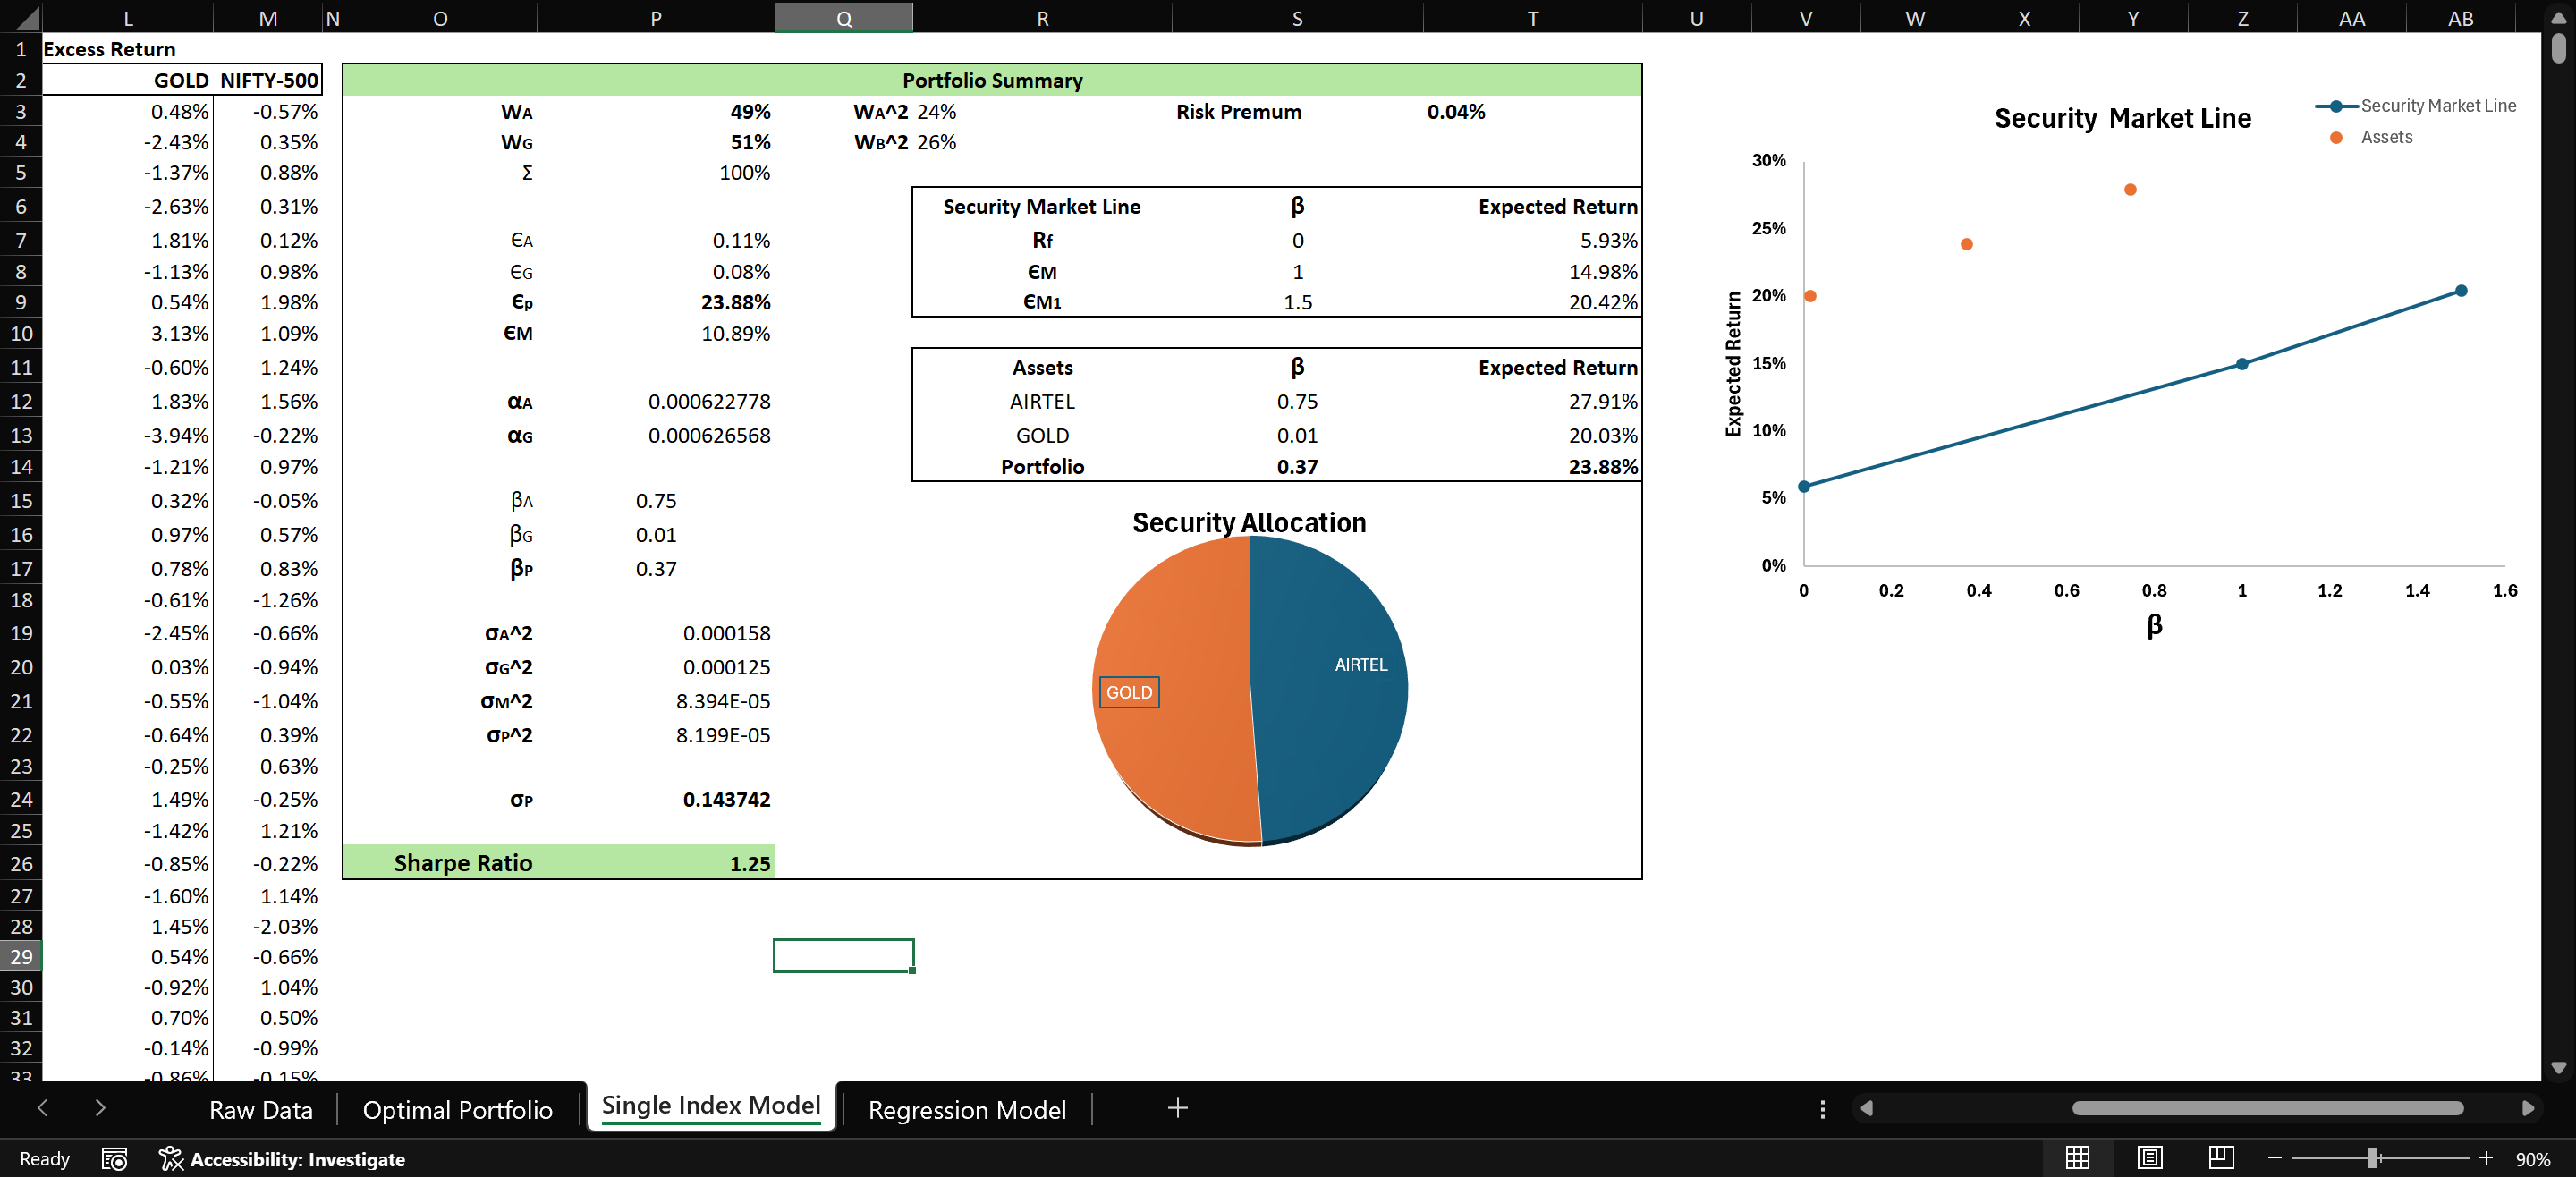 L M N O P Q R S T U V W X Y Z AA AB
1 Excess Return
2 GOLD NIFTY-500 Portfolio Summary
3 0.48% -0.57% WA 49% WA^2 24% Risk Premum 0.04%
4 -2.43% 0.35% WG 51% WB^2 26%
5 -1.37% 0.88% Σ 100%
6 -2.63% 0.31% Security Market Line β Expected Return
7 1.81% 0.12% ЄA 0.11% Rf 0 5.93%
8 -1.13% 0.98% ЄG 0.08% ЄM 1 14.98%
9 0.54% 1.98% Єp 23.88% ЄM1 1.5 20.42%
10 3.13% 1.09% ЄM 10.89%
11 -0.60% 1.24% Assets β Expected Return
12 1.83% 1.56% αA 0.000622778 AIRTEL 0.75 27.91%
13 -3.94% -0.22% αG 0.000626568 GOLD 0.01 20.03%
14 -1.21% 0.97% Portfolio 0.37 23.88%
15 0.32% -0.05% βA 0.75
16 0.97% 0.57% βG 0.01
17 0.78% 0.83% βP 0.37
18 -0.61% -1.26%
19 -2.45% -0.66% σA^2 0.000158
20 0.03% -0.94% σG^2 0.000125
21 -0.55% -1.04% σM^2 8.394E-05
22 -0.64% 0.39% σP^2 8.199E-05
23 -0.25% 0.63%
24 1.49% -0.25% σP 0.143742
25 -1.42% 1.21%
26 -0.85% -0.22% Sharpe Ratio 1.25
27 -1.60% 1.14%
28 1.45% -2.03%
29 0.54% -0.66%
30 -0.92% 1.04%
31 0.70% 0.50%
32 -0.14% -0.99%
33 -0.86% -0.15%
Security Allocation
GOLD
AIRTEL
Security Market Line
Security Market Line
Assets
Expected Return
30%
25%
20%
15%
10%
5%
0%
0 0.2 0.4 0.6 0.8 1 1.2 1.4 1.6
β
Raw Data Optimal Portfolio Single Index Model Regression Model
Ready Accessibility: Investigate 90%